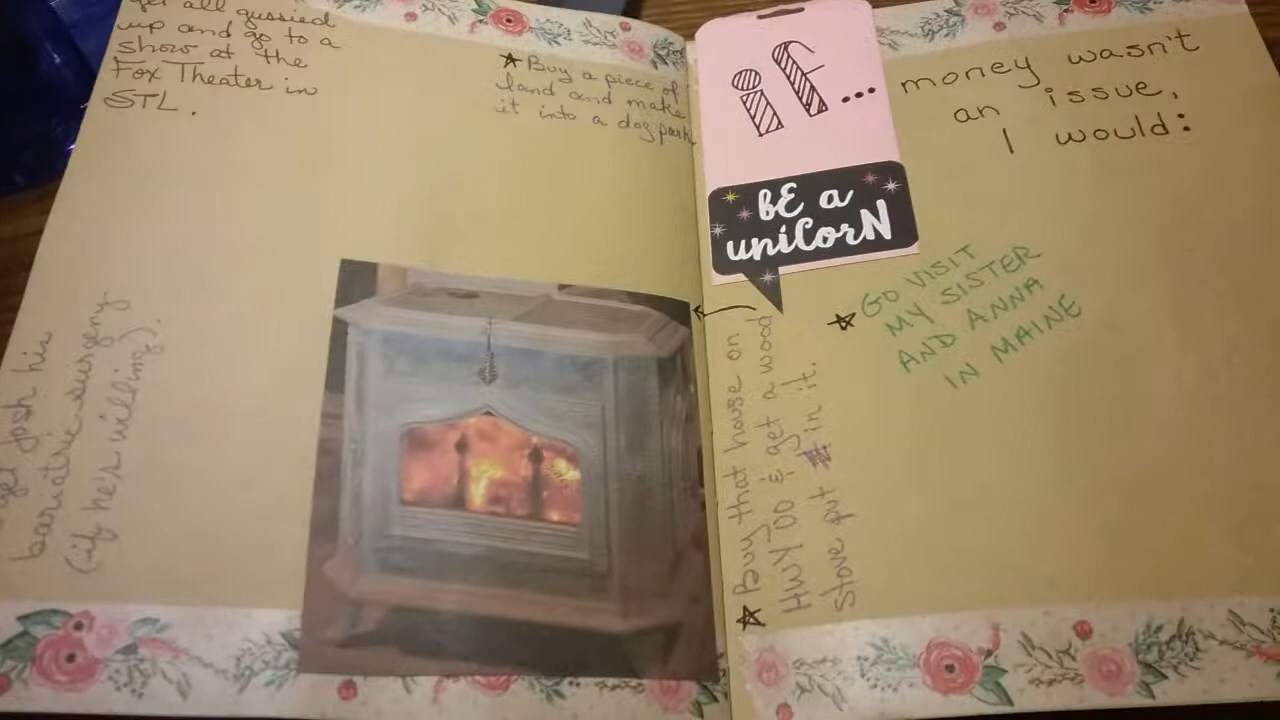 get all gussied
up and go to a
show at the
Fox Theater in
STL.
★ Buy a piece of
land and make
it into a dog park
get Josh his
bariatric surgery
(if he's willing).
if...
money wasn't
an issue,
I would:
bE a
uniCorN
★ GO VISIT
MY SISTER
AND ANNA
IN MAINE
★ Buy that house on
HWY OO & get a wood
stove put in it.